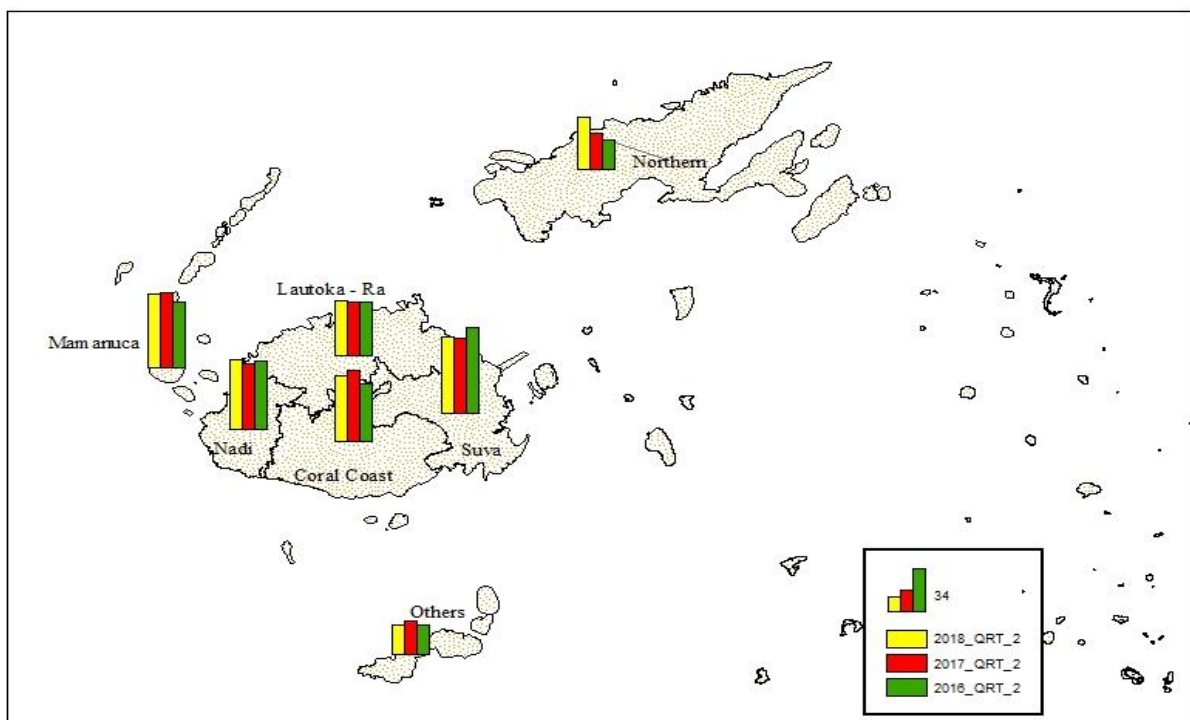 Northern
Lautoka - Ra
Mamanuca
Nadi
Suva
Coral Coast
Others
34
2018_QRT_2
2017_QRT_2
2016_QRT_2